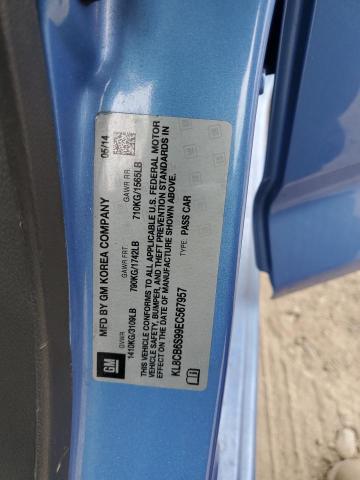 MFD BY GM KOREA COMPANY 05/14
GVWR GAWR FRT GAWR RR
1410KG/3109LB 790KG/1742LB 710KG/1565LB
THIS VEHICLE CONFORMS TO ALL APPLICABLE U.S. FEDERAL MOTOR
VEHICLE SAFETY, BUMPER, AND THEFT PREVENTION STANDARDS IN
EFFECT ON THE DATE OF MANUFACTURE SHOWN ABOVE.
KL8CB6S99EC567957 TYPE: PASS CAR
GM